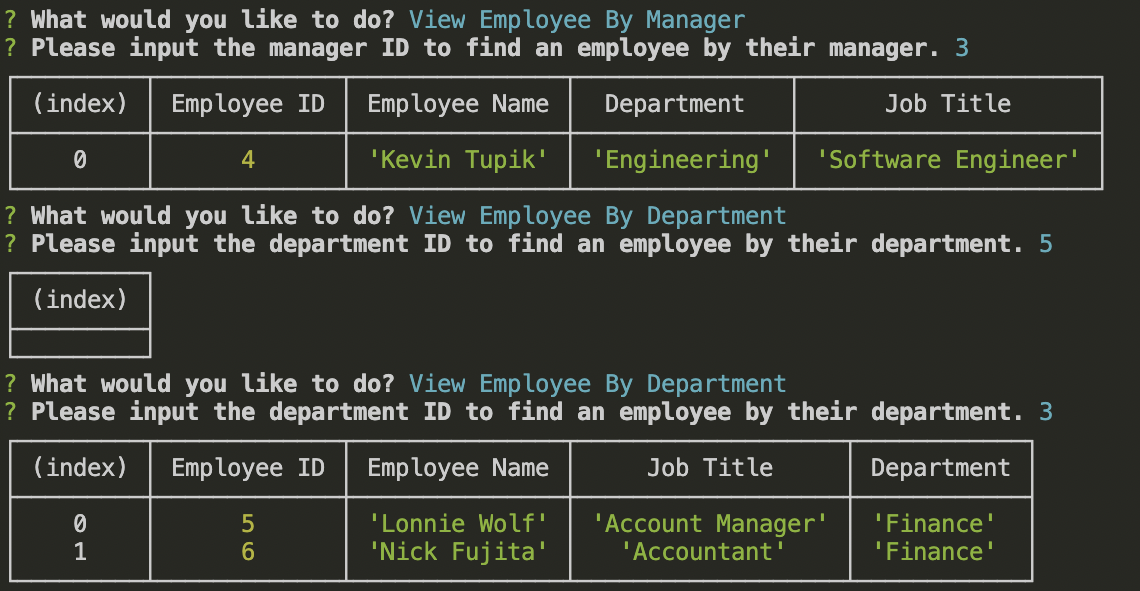 ? What would you like to do? View Employee By Manager
? Please input the manager ID to find an employee by their manager. 3
(index) Employee ID Employee Name Department Job Title
0 4 'Kevin Tupik' 'Engineering' 'Software Engineer'
? What would you like to do? View Employee By Department
? Please input the department ID to find an employee by their department. 5
(index)
? What would you like to do? View Employee By Department
? Please input the department ID to find an employee by their department. 3
(index) Employee ID Employee Name Job Title Department
0 5 'Lonnie Wolf' 'Account Manager' 'Finance'
1 6 'Nick Fujita' 'Accountant' 'Finance'